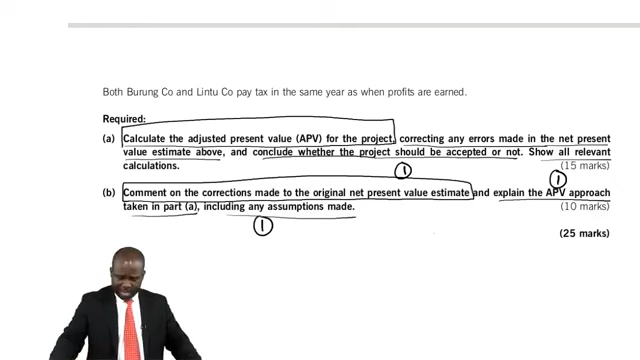 Both Burung Co and Lintu Co pay tax in the same year as when profits are earned.
Required:
(a) Calculate the adjusted present value (APV) for the project, correcting any errors made in the net present
value estimate above, and conclude whether the project should be accepted or not. Show all relevant
calculations. (15 marks)
1 1
(b) Comment on the corrections made to the original net present value estimate and explain the APV approach
taken in part (a), including any assumptions made. (10 marks)
1
(25 marks)